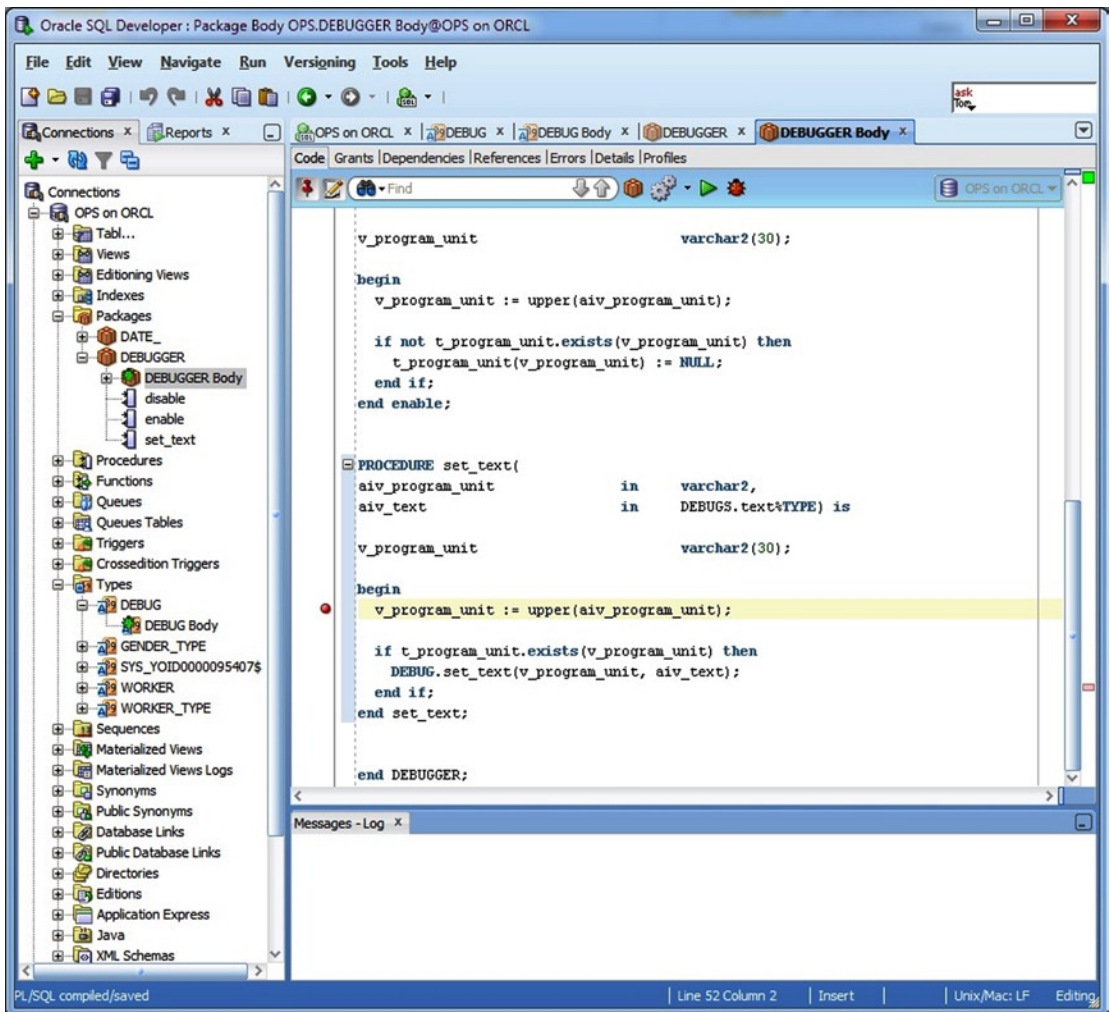 Oracle SQL Developer : Package Body OPS.DEBUGGER Body@OPS on ORCL
File Edit View Navigate Run Versioning Tools Help
ask
Tom
Connections x Reports x
OPS on ORCL x DEBUG x DEBUG Body x DEBUGGER x DEBUGGER Body x
Code Grants | Dependencies | References | Errors | Details | Profiles
Find
OPS on ORCL
Connections
OPS on ORCL
Tabl...
Views
Editioning Views
Indexes
Packages
DATE_
DEBUGGER
DEBUGGER Body
disable
enable
set_text
Procedures
Functions
Queues
Queues Tables
Triggers
Crossedition Triggers
Types
DEBUG
DEBUG Body
GENDER_TYPE
SYS_YOID0000095407$
WORKER
WORKER_TYPE
Sequences
Materialized Views
Materialized Views Logs
Synonyms
Public Synonyms
Database Links
Public Database Links
Directories
Editions
Application Express
Java
XML Schemas
v_program_unit varchar2(30);
begin
v_program_unit := upper(aiv_program_unit);
if not t_program_unit.exists(v_program_unit) then
t_program_unit(v_program_unit) := NULL;
end if;
end enable;
PROCEDURE set_text(
aiv_program_unit in varchar2,
aiv_text in DEBUGS.text%TYPE) is
v_program_unit varchar2(30);
begin
v_program_unit := upper(aiv_program_unit);
if t_program_unit.exists(v_program_unit) then
DEBUG.set_text(v_program_unit, aiv_text);
end if;
end set_text;
end DEBUGGER;
Messages - Log x
PL/SQL compiled/saved
Line 52 Column 2 | Insert | Unix/Mac: LF Editing